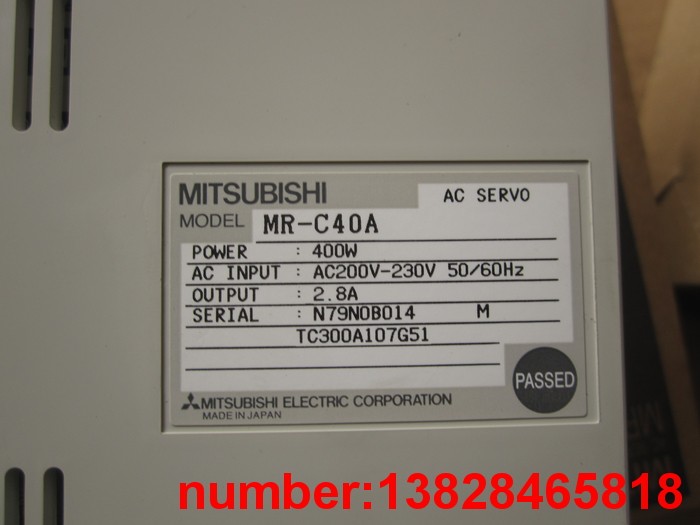 MITSUBISHI AC SERVO
MODEL MR-C40A
POWER : 400W
AC INPUT : AC200V-230V 50/60Hz
OUTPUT : 2.8A
SERIAL : N79N0B014 M
TC300A107G51
PASSED
MITSUBISHI ELECTRIC CORPORATION
MADE IN JAPAN
number:13828465818